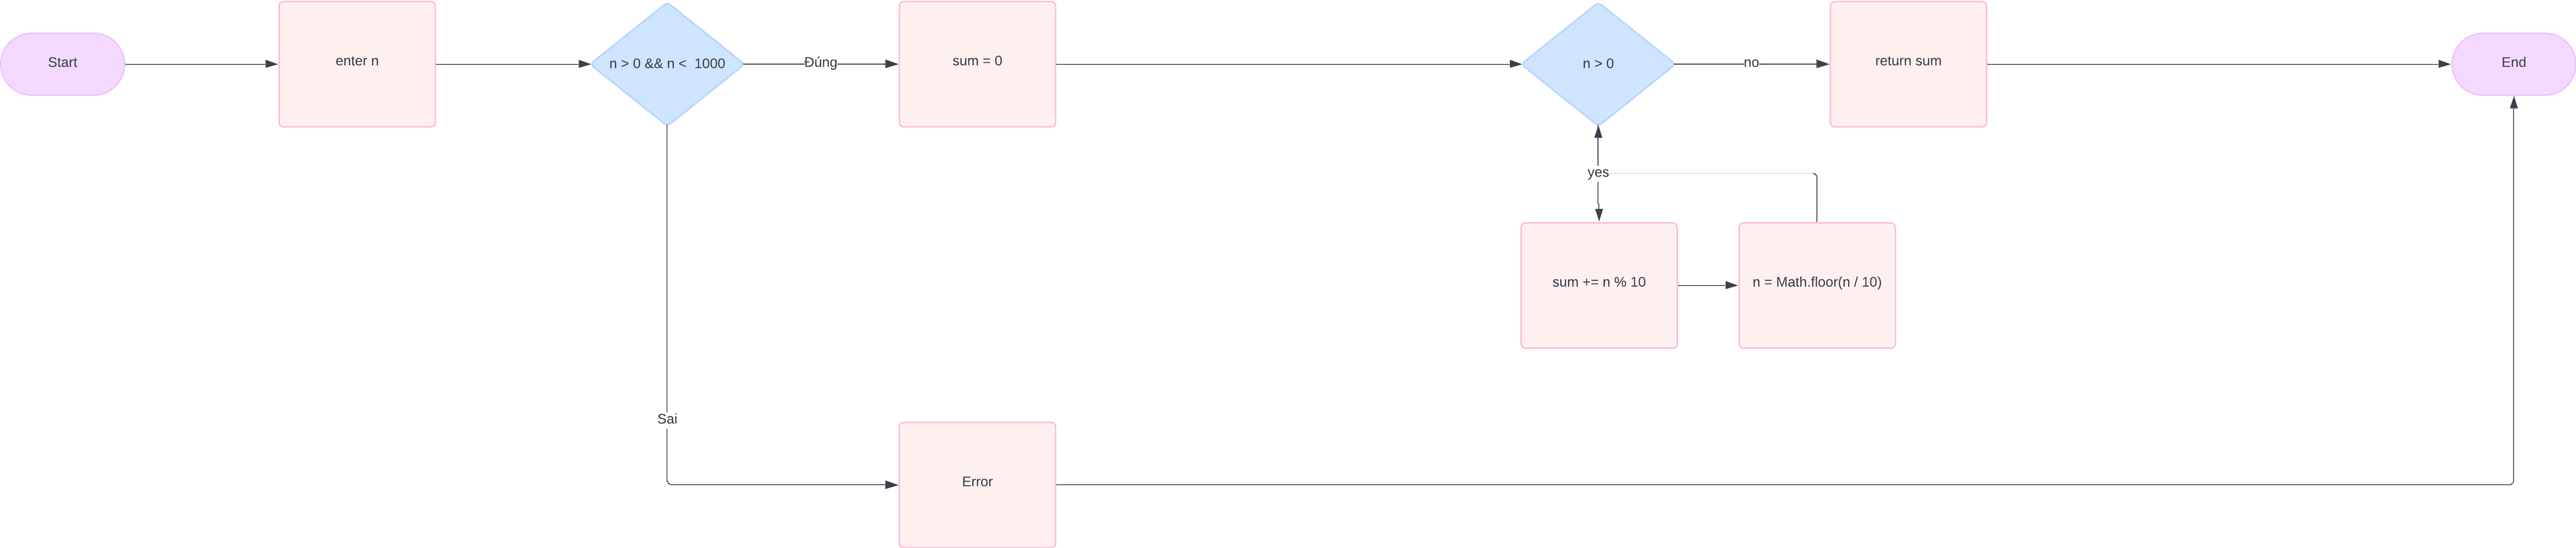 Start
enter n
n > 0 && n <  1000
Đúng
sum = 0
n > 0
no
return sum
End
yes
sum += n % 10
n = Math.floor(n / 10)
Sai
Error